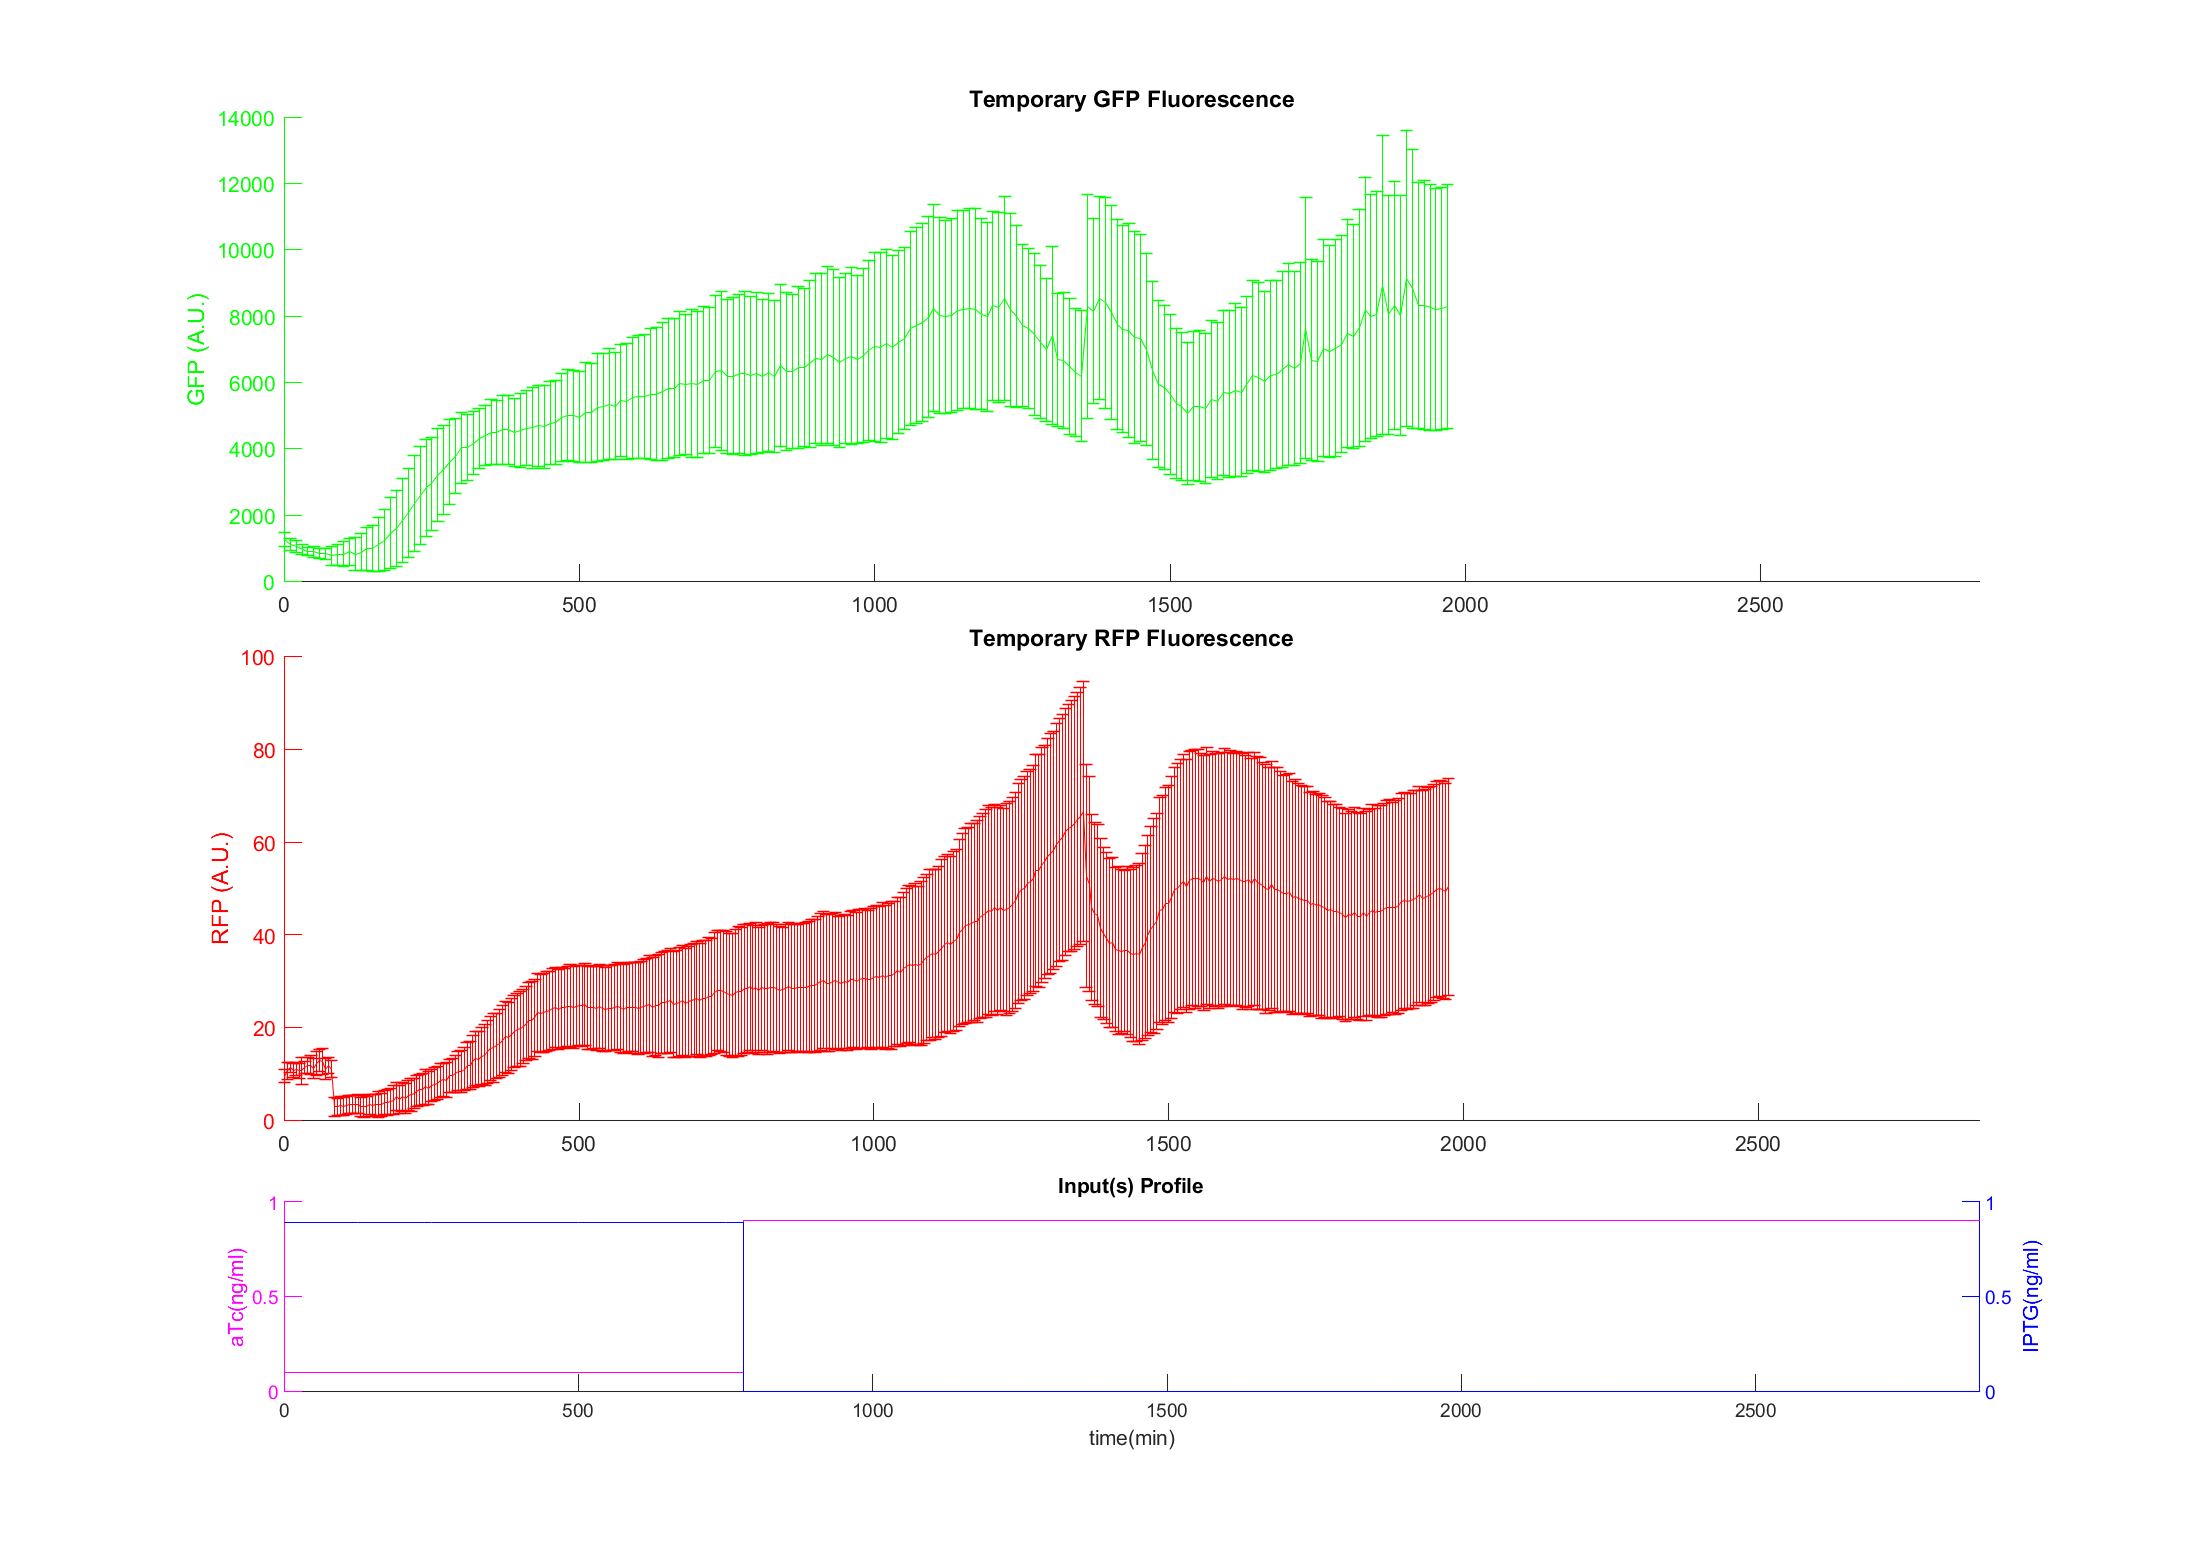 Temporary GFP Fluorescence
14000
12000
10000
8000
6000
4000
2000
0
GFP (A.U.)
0 500 1000 1500 2000 2500
Temporary RFP Fluorescence
100
80
60
40
20
0
RFP (A.U.)
0 500 1000 1500 2000 2500
Input(s) Profile
1
0.5
0
aTc(ng/ml)
1
0.5
0
IPTG(ng/ml)
0 500 1000 1500 2000 2500
time(min)